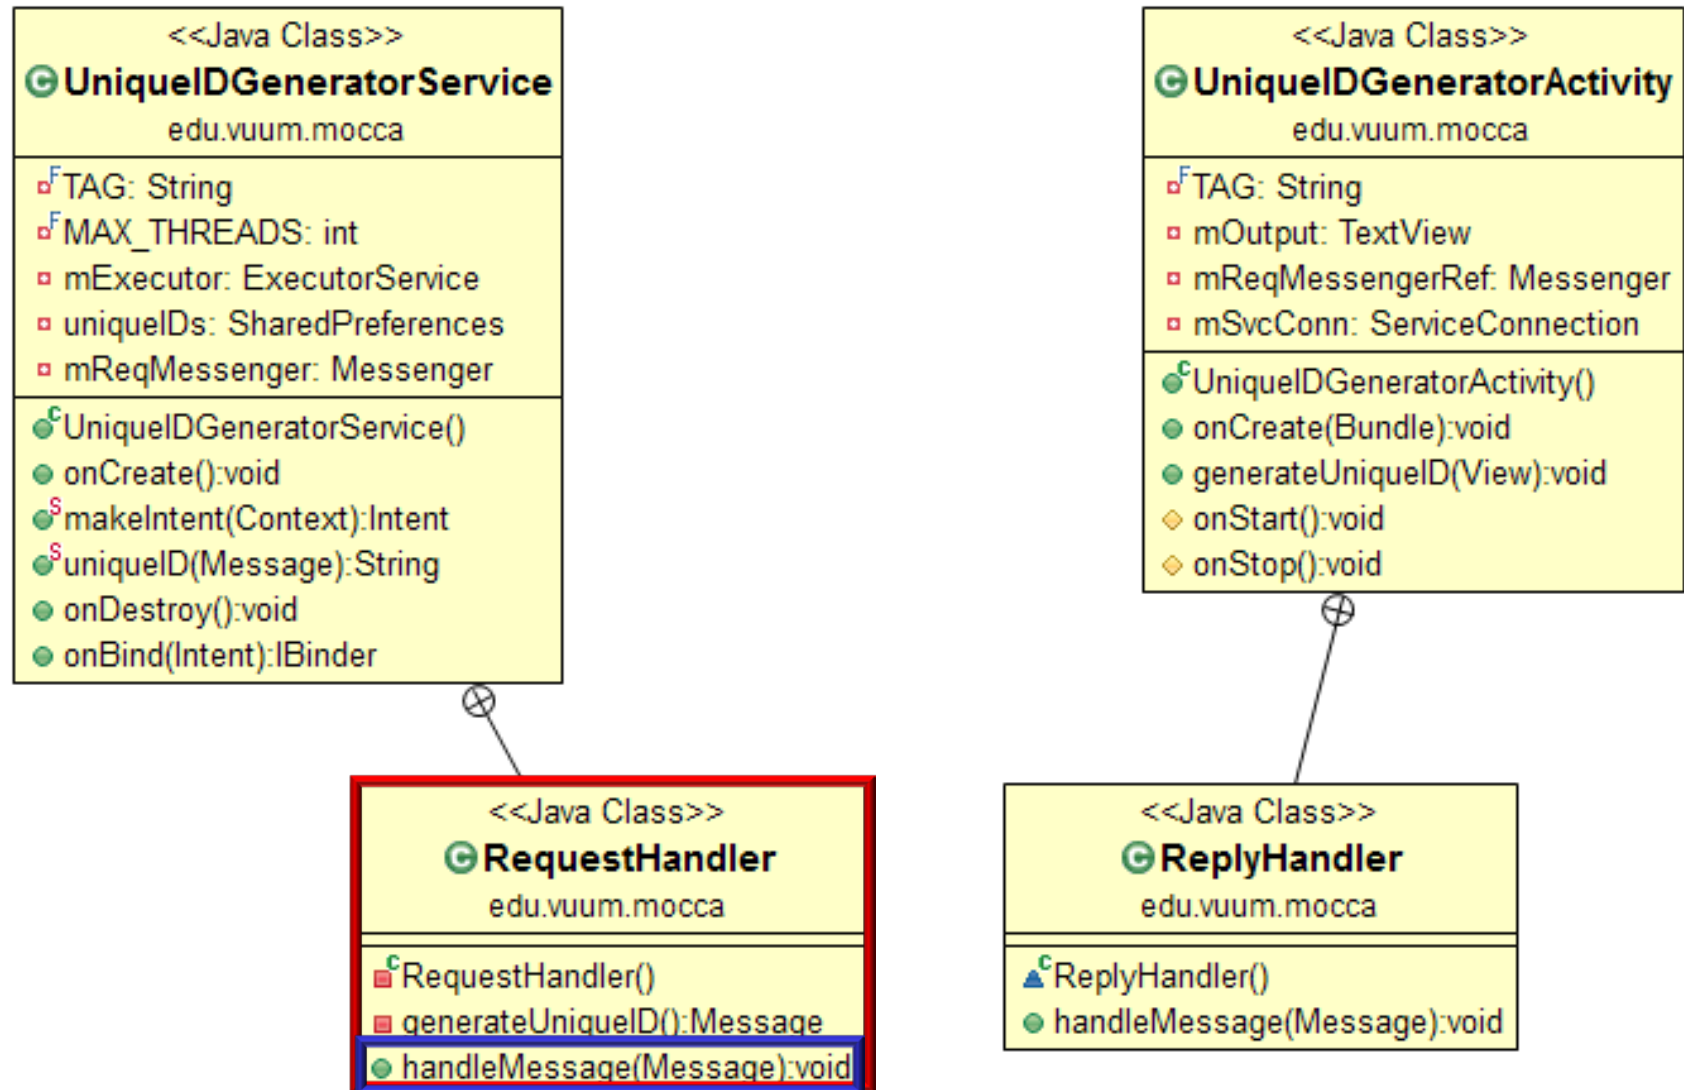 <<Java Class>>
UniqueIDGeneratorService
edu.vuum.mocca
TAG: String
MAX_THREADS: int
mExecutor: ExecutorService
uniqueIDs: SharedPreferences
mReqMessenger: Messenger
UniqueIDGeneratorService()
onCreate():void
makeIntent(Context):Intent
uniqueID(Message):String
onDestroy():void
onBind(Intent):IBinder
<<Java Class>>
UniqueIDGeneratorActivity
edu.vuum.mocca
TAG: String
mOutput: TextView
mReqMessengerRef: Messenger
mSvcConn: ServiceConnection
UniqueIDGeneratorActivity()
onCreate(Bundle):void
generateUniqueID(View):void
onStart():void
onStop():void
<<Java Class>>
RequestHandler
edu.vuum.mocca
RequestHandler()
generateUniqueID():Message
handleMessage(Message):void
<<Java Class>>
ReplyHandler
edu.vuum.mocca
ReplyHandler()
handleMessage(Message):void